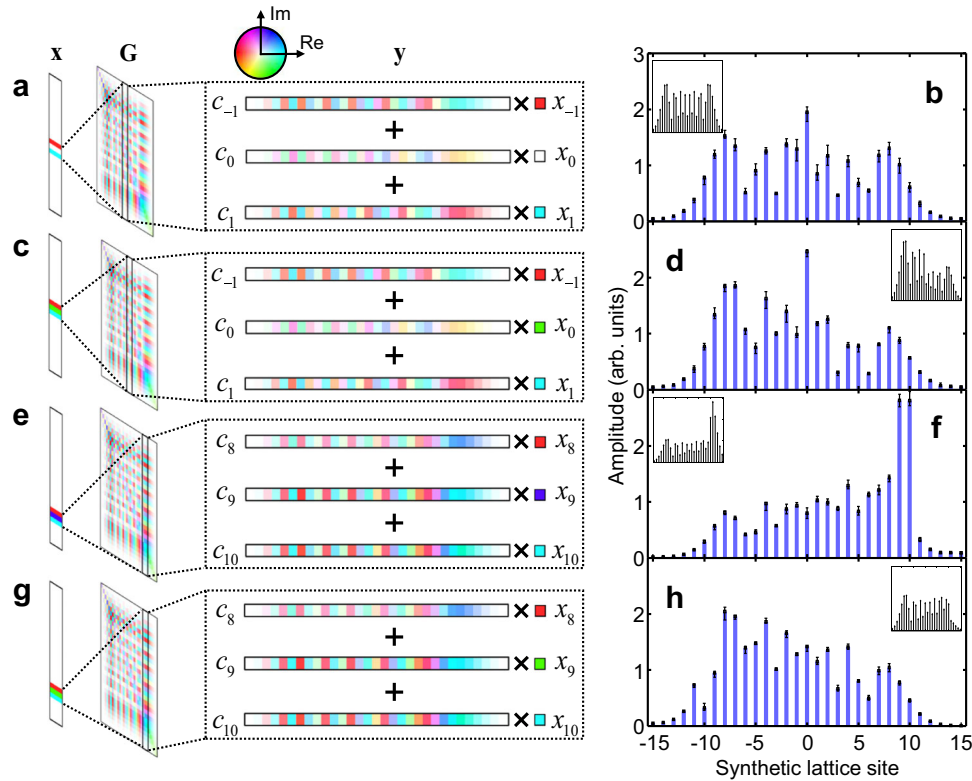 Im
Re
x G y
a
c₋₁ × x₋₁
+
c₀ × x₀
+
c₁ × x₁
c
c₋₁ × x₋₁
+
c₀ × x₀
+
c₁ × x₁
e
c₈ × x₈
+
c₉ × x₉
+
c₁₀ × x₁₀
g
c₈ × x₈
+
c₉ × x₉
+
c₁₀ × x₁₀
Amplitude (arb. units)
3
2
1
0
b
2
1
0
d
2
1
0
f
2
1
0
h
-15 -10 -5 0 5 10 15
Synthetic lattice site